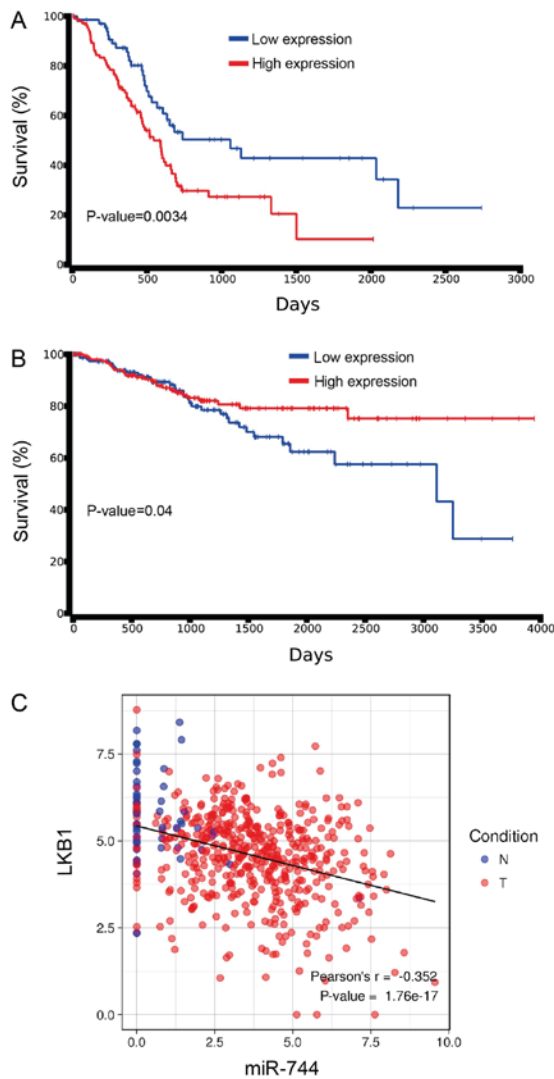 A
100
80
60
40
20
0
Survival (%)
Low expression
High expression
P-value=0.0034
0 500 1000 1500 2000 2500 3000
Days
B
100
80
60
40
20
0
Survival (%)
Low expression
High expression
P-value=0.04
0 500 1000 1500 2000 2500 3000 3500 4000
Days
C
7.5
5.0
2.5
0.0
LKB1
Condition
N
T
Pearson's r = -0.352
P-value = 1.76e-17
0.0 2.5 5.0 7.5 10.0
miR-744